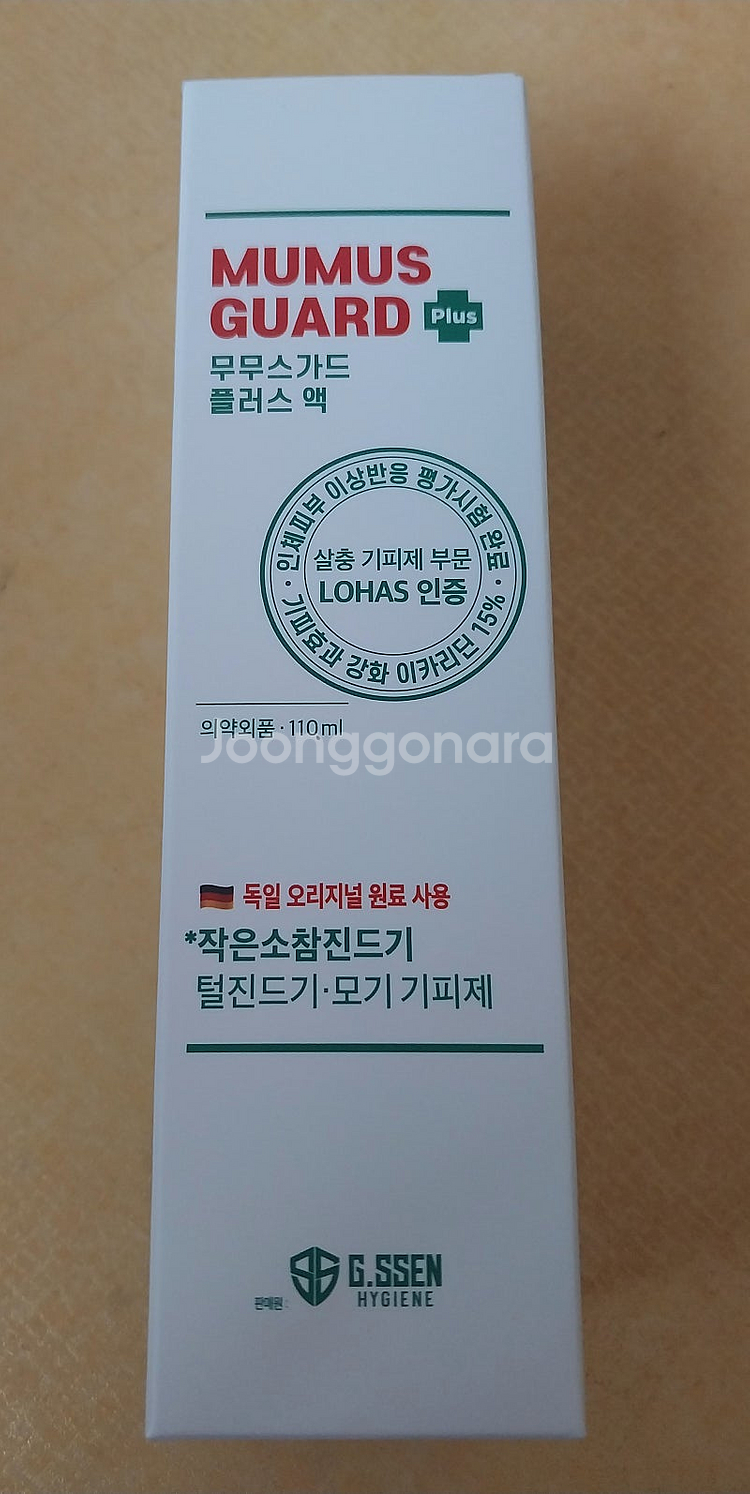 MUMUS
GUARD Plus
무무스가드
플러스 액
· 인체피부 이상반응 평가시험 완료 ·
살충 기피제 부문
LOHAS 인증
기피효과 강화 이카리딘 15%
의약외품 · 110ml
Joonggonara
독일 오리지널 원료 사용
*작은소참진드기
털진드기·모기 기피제
판매원 :
G.SSEN
HYGIENE